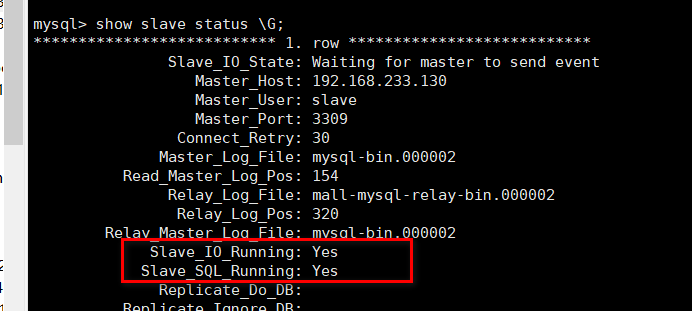 mysql> show slave status \G;
*************************** 1. row ***************************
Slave_IO_State: Waiting for master to send event
Master_Host: 192.168.233.130
Master_User: slave
Master_Port: 3309
Connect_Retry: 30
Master_Log_File: mysql-bin.000002
Read_Master_Log_Pos: 154
Relay_Log_File: mall-mysql-relay-bin.000002
Relay_Log_Pos: 320
Relay_Master_Log_File: mysql-bin.000002
Slave_IO_Running: Yes
Slave_SQL_Running: Yes
Replicate_Do_DB:
Replicate_Ignore_DB: